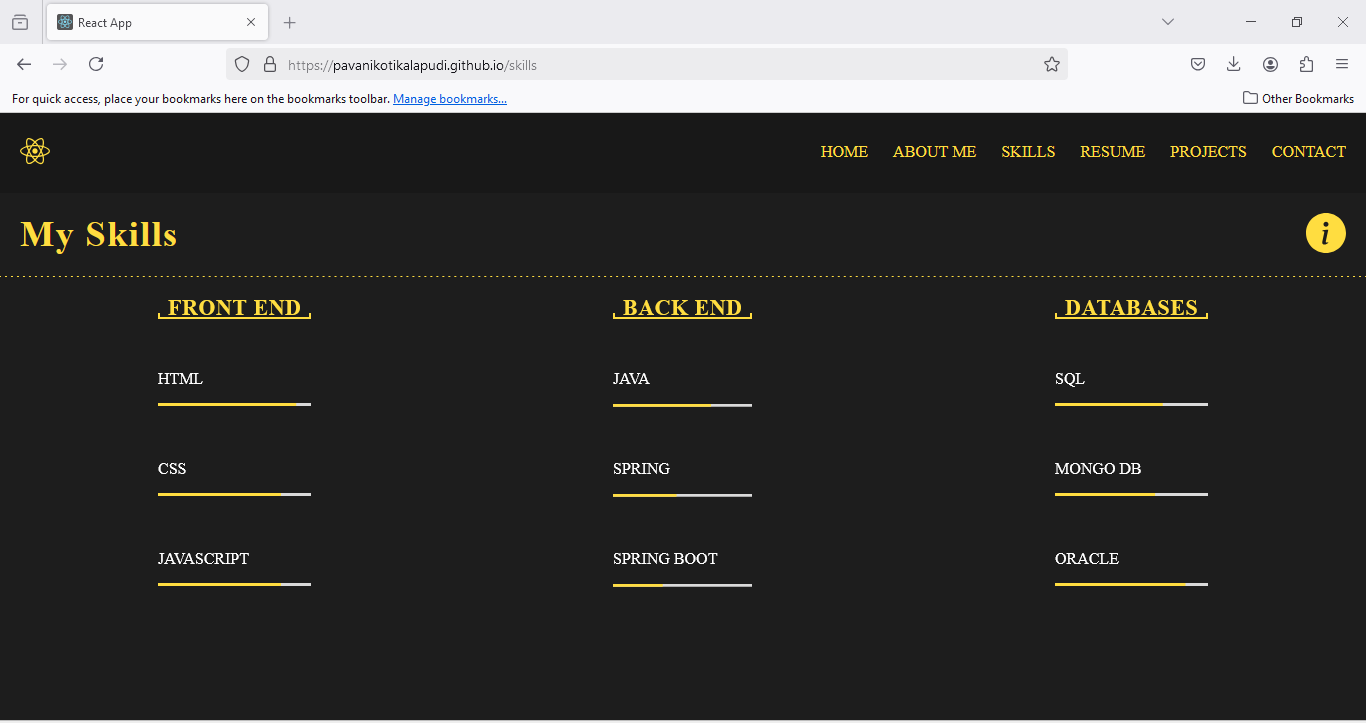 React App
https://pavanikotikalapudi.github.io/skills
For quick access, place your bookmarks here on the bookmarks toolbar. Manage bookmarks...
Other Bookmarks
HOME ABOUT ME SKILLS RESUME PROJECTS CONTACT
My Skills
i
FRONT END BACK END DATABASES
HTML JAVA SQL
CSS SPRING MONGO DB
JAVASCRIPT SPRING BOOT ORACLE